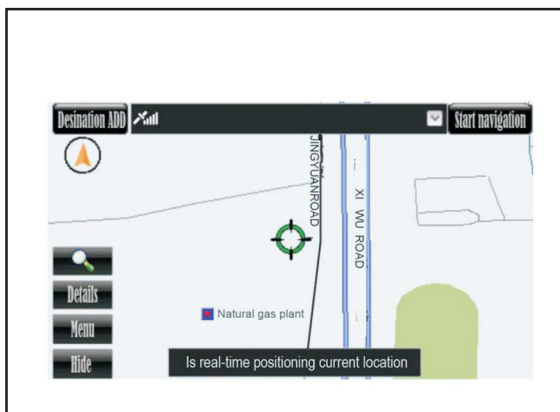 Desination ADD
Start navigation
JINGYUANROAD
XI WU ROAD
Details
Natural gas plant
Menu
Hide
Is real-time positioning current location